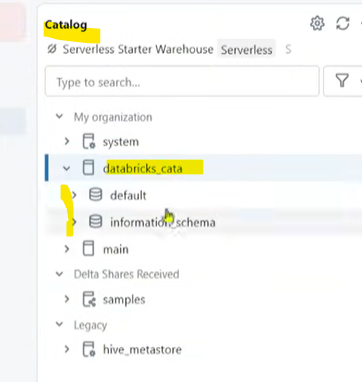 Catalog
Serverless Starter Warehouse Serverless S
Type to search...
My organization
system
databricks_cata
default
information_schema
main
Delta Shares Received
samples
Legacy
hive_metastore